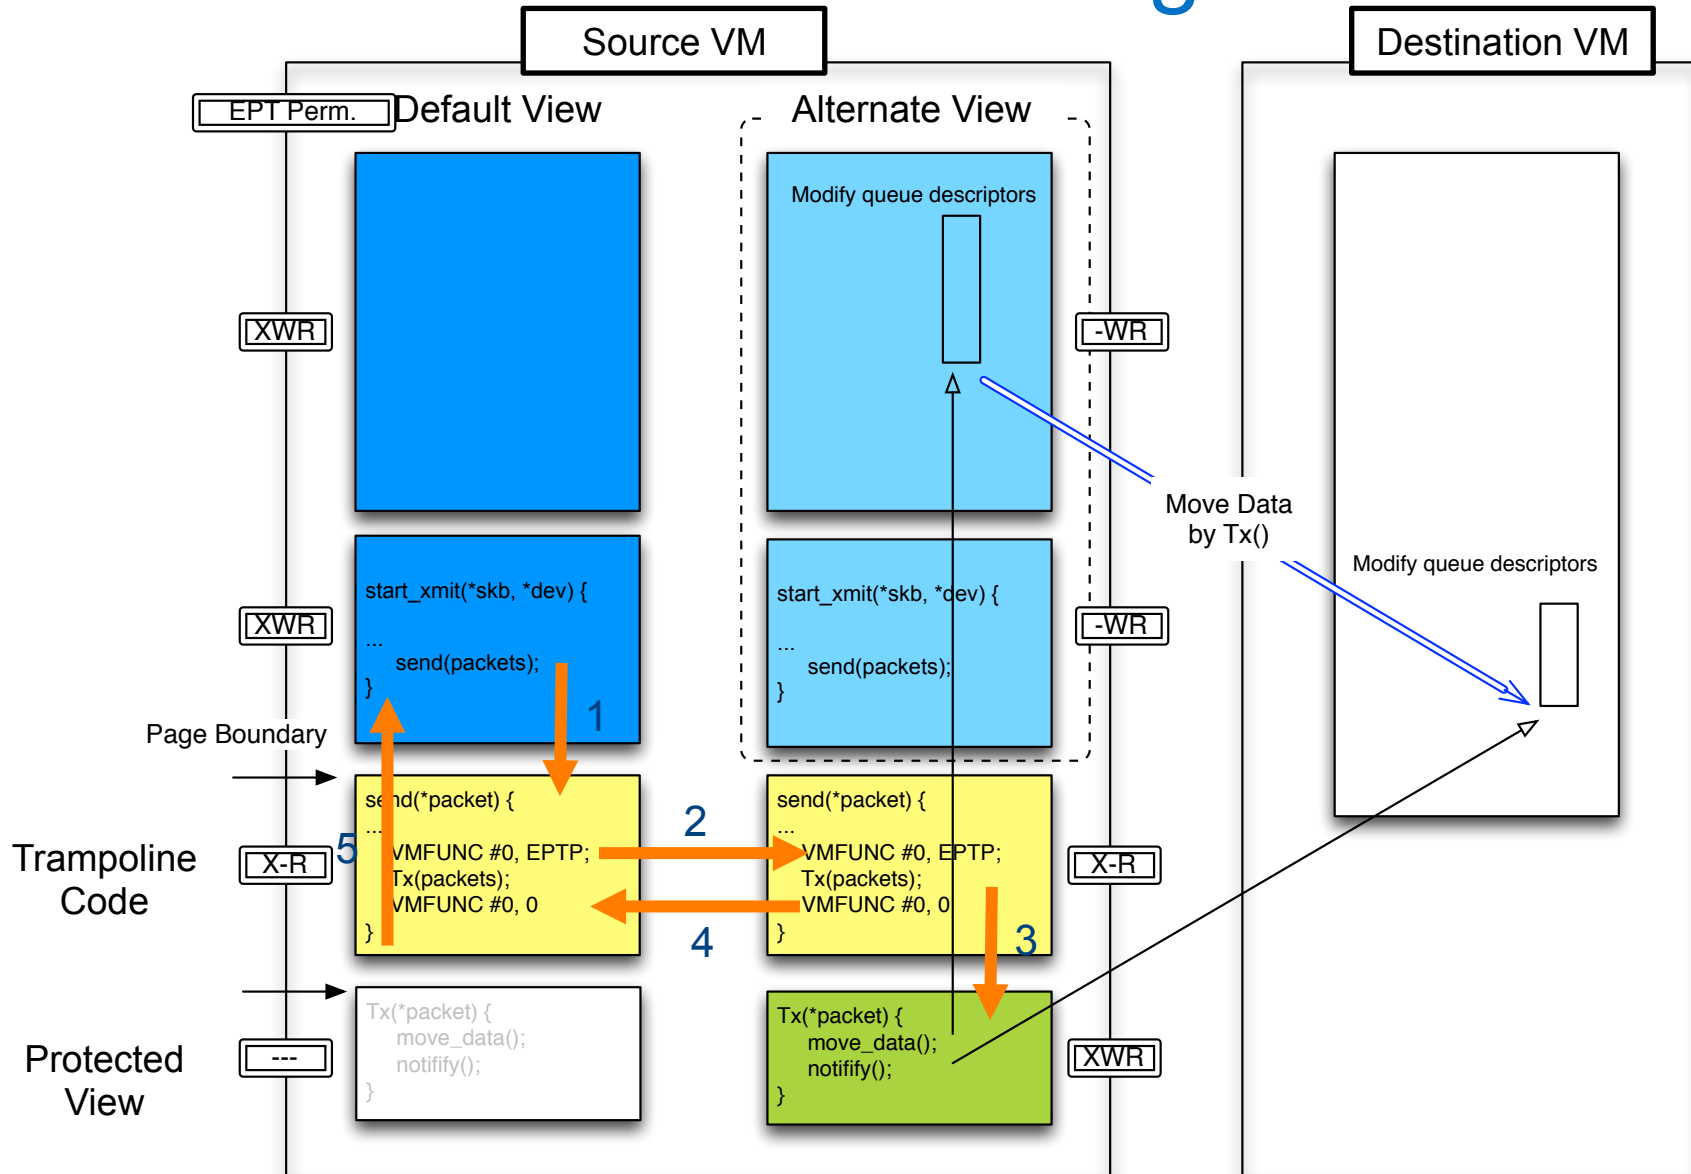 Source VM
Destination VM
EPT Perm.
Default View
Alternate View
Modify queue descriptors
XWR
-WR
Move Data
by Tx()
Modify queue descriptors
start_xmit(*skb, *dev) {
...
send(packets);
}
start_xmit(*skb, *dev) {
...
send(packets);
}
XWR
-WR
1
Page Boundary
send(*packet) {
...
VMFUNC #0, EPTP;
Tx(packets);
VMFUNC #0, 0
}
send(*packet) {
...
VMFUNC #0, EPTP;
Tx(packets);
VMFUNC #0, 0
}
2
5
4
3
Trampoline
Code
X-R
X-R
Tx(*packet) {
move_data();
notifify();
}
Tx(*packet) {
move_data();
notifify();
}
Protected
View
---
XWR